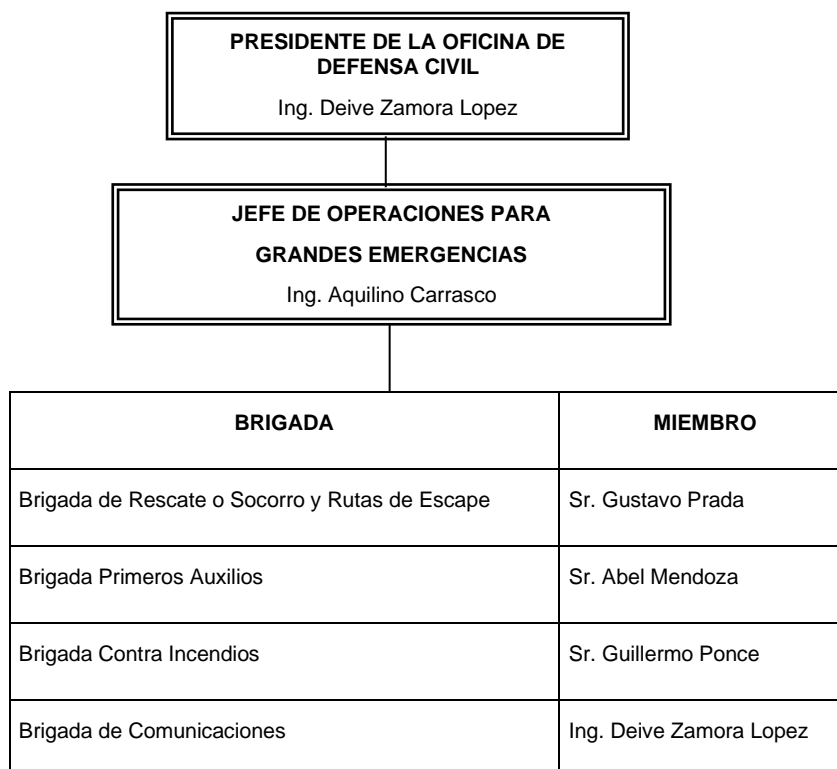 PRESIDENTE DE LA OFICINA DE
DEFENSA CIVIL
Ing. Deive Zamora Lopez
JEFE DE OPERACIONES PARA
GRANDES EMERGENCIAS
Ing. Aquilino Carrasco
BRIGADA MIEMBRO
Brigada de Rescate o Socorro y Rutas de Escape Sr. Gustavo Prada
Brigada Primeros Auxilios Sr. Abel Mendoza
Brigada Contra Incendios Sr. Guillermo Ponce
Brigada de Comunicaciones Ing. Deive Zamora Lopez